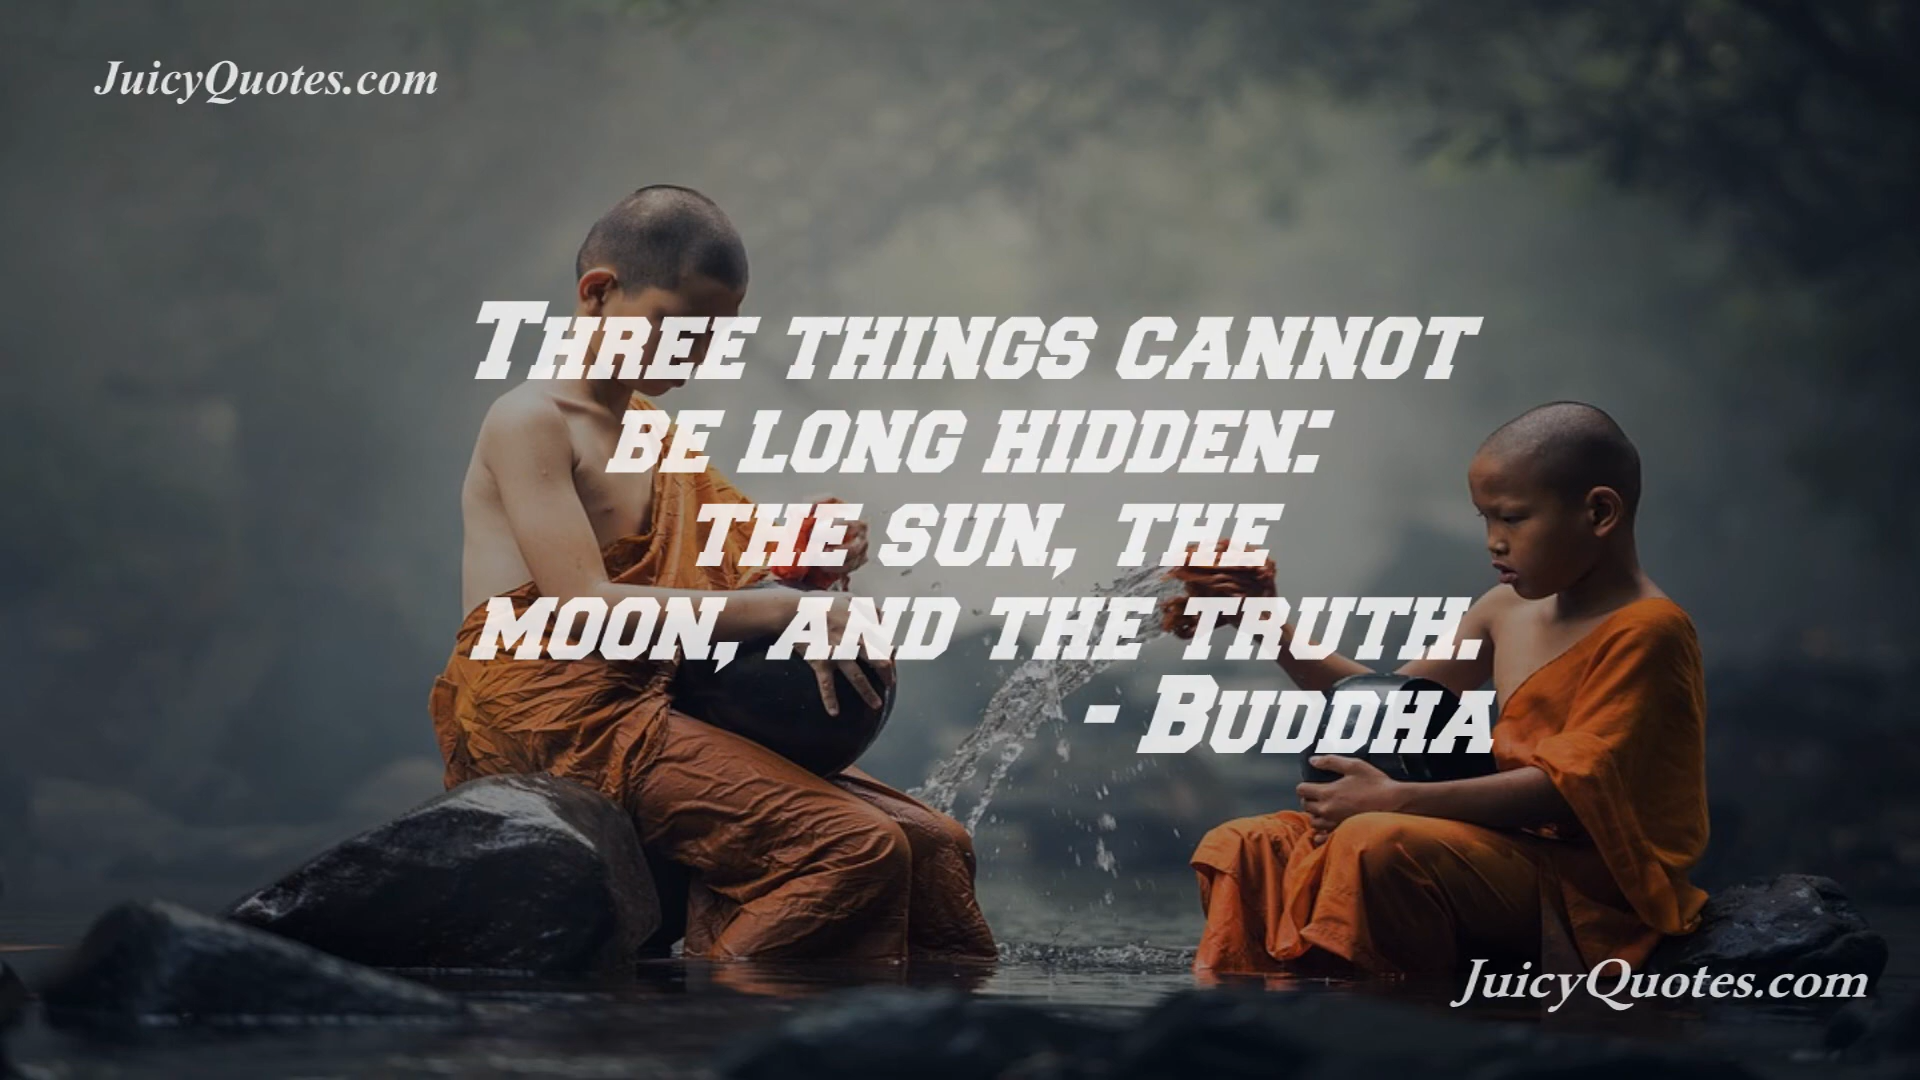 JuicyQuotes.com
Three things cannot
be long hidden:
the sun, the
moon, and the truth.
- Buddha
JuicyQuotes.com